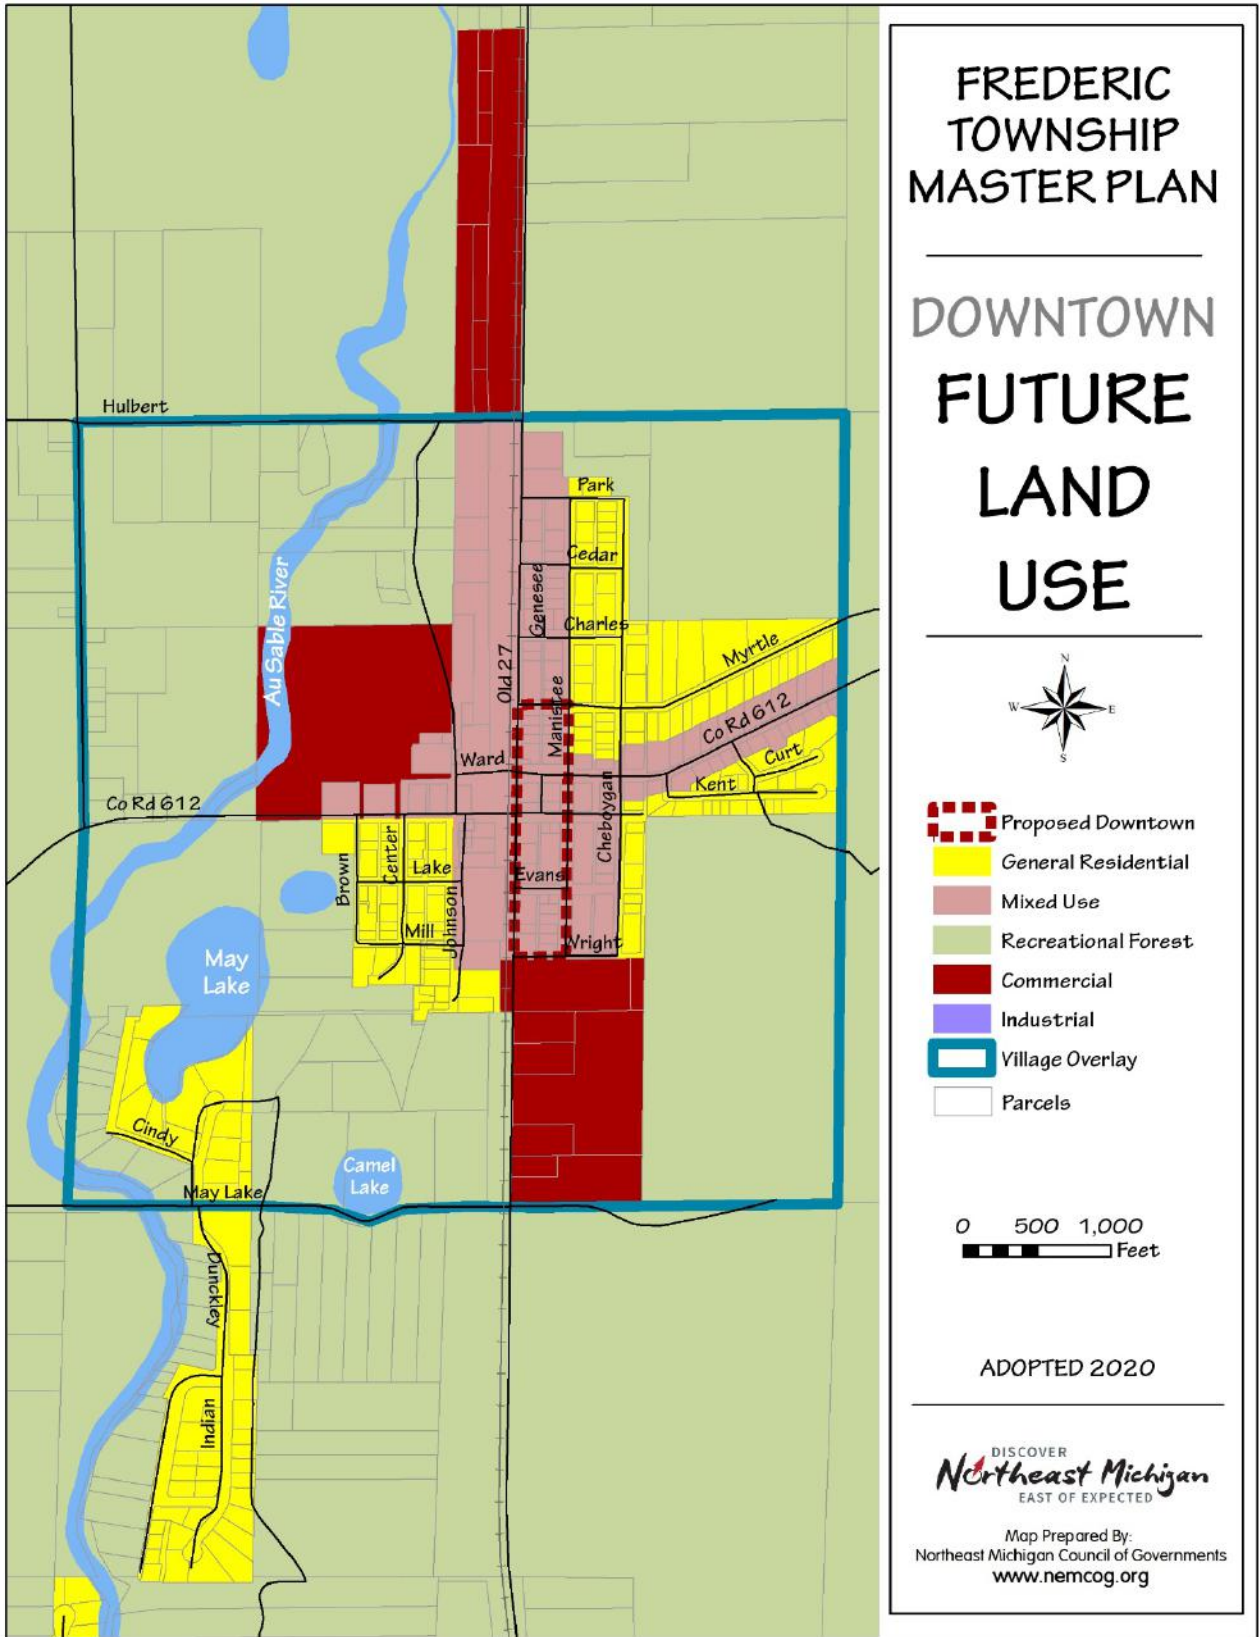 Hulbert
Park
Cedar
Genesee
Charles
Au Sable River
Old 27
Myrtle
Manistee
Co Rd 612
Ward
Curt
Kent
Co Rd 612
Cheboygan
Center
Lake
Evans
Brown
Johnson
Mill
Wright
May
Lake
Cindy
Camel
Lake
May Lake
Dunckley
Indian
FREDERIC
TOWNSHIP
MASTER PLAN
DOWNTOWN
FUTURE
LAND
USE
N
W E
S
Proposed Downtown
General Residential
Mixed Use
Recreational Forest
Commercial
Industrial
Village Overlay
Parcels
0 500 1,000
Feet
ADOPTED 2020
DISCOVER
Northeast Michigan
EAST OF EXPECTED
Map Prepared By:
Northeast Michigan Council of Governments
www.nemcog.org